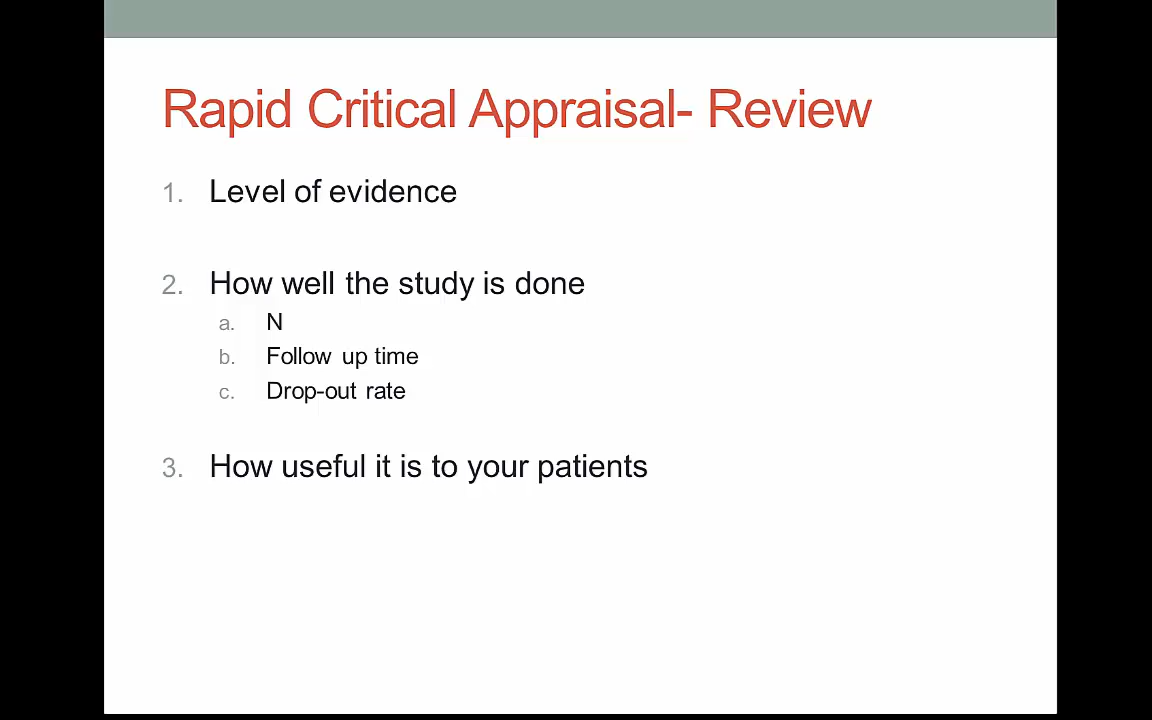 Rapid Critical Appraisal- Review
1. Level of evidence
2. How well the study is done
a. N
b. Follow up time
c. Drop-out rate
3. How useful it is to your patients